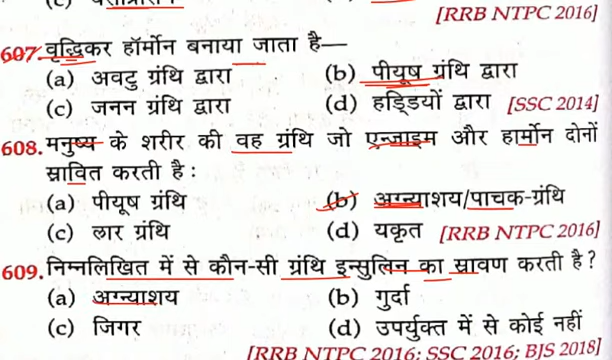 [RRB NTPC 2016]
607. वृद्धिकर हॉर्मोन बनाया जाता है—
(a) अवटु ग्रंथि द्वारा (b) पीयूष ग्रंथि द्वारा
(c) जनन ग्रंथि द्वारा (d) हड्डियों द्वारा [SSC 2014]
608. मनुष्य के शरीर की वह ग्रंथि जो एन्जाइम और हार्मोन दोनों
स्रावित करती है :
(a) पीयूष ग्रंथि (b) अग्न्याशय/पाचक-ग्रंथि
(c) लार ग्रंथि (d) यकृत [RRB NTPC 2016]
609. निम्नलिखित में से कौन-सी ग्रंथि इन्सुलिन का स्रावण करती है ?
(a) अग्न्याशय (b) गुर्दा
(c) जिगर (d) उपर्युक्त में से कोई नहीं
[RRB NTPC 2016; SSC 2016; BJS 2018]